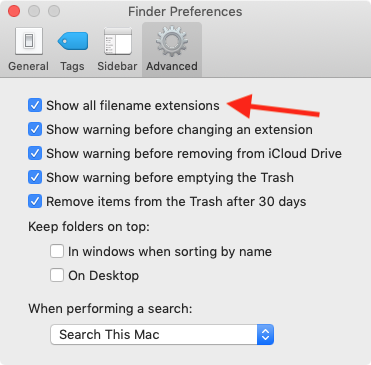 Finder Preferences
General Tags Sidebar Advanced
Show all filename extensions
Show warning before changing an extension
Show warning before removing from iCloud Drive
Show warning before emptying the Trash
Remove items from the Trash after 30 days
Keep folders on top:
In windows when sorting by name
On Desktop
When performing a search:
Search This Mac